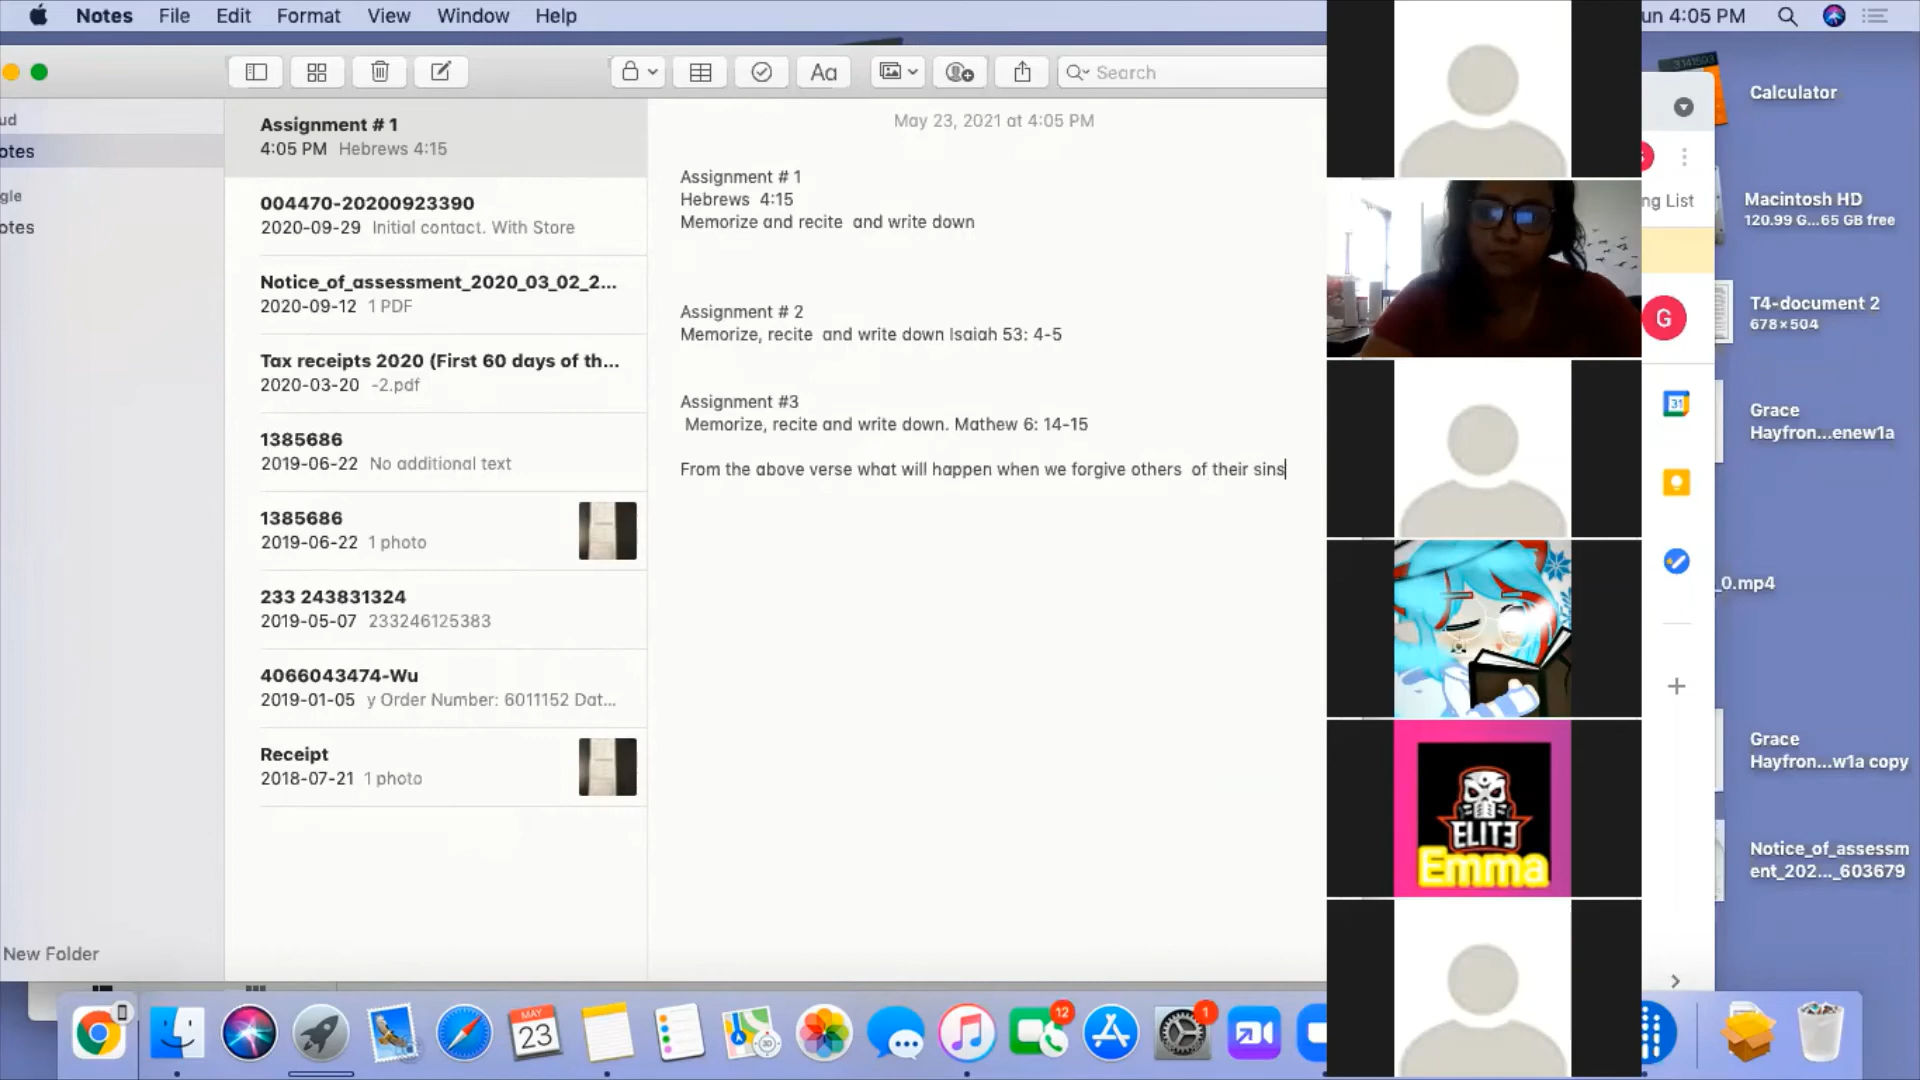 Notes File Edit Format View Window Help
un 4:05 PM
Aa
Search
ud
otes
gle
otes
New Folder
Assignment # 1
4:05 PM Hebrews 4:15
004470-20200923390
2020-09-29 Initial contact. With Store
Notice_of_assessment_2020_03_02_2...
2020-09-12 1 PDF
Tax receipts 2020 (First 60 days of th...
2020-03-20 -2.pdf
1385686
2019-06-22 No additional text
1385686
2019-06-22 1 photo
233 243831324
2019-05-07 233246125383
4066043474-Wu
2019-01-05 y Order Number: 6011152 Dat...
Receipt
2018-07-21 1 photo
May 23, 2021 at 4:05 PM
Assignment # 1
Hebrews 4:15
Memorize and recite and write down
Assignment # 2
Memorize, recite and write down Isaiah 53: 4-5
Assignment #3
Memorize, recite and write down. Mathew 6: 14-15
From the above verse what will happen when we forgive others of their sins
ELIT3
Emma
ng List
G
31
Calculator
Macintosh HD
120.99 G...65 GB free
T4-document 2
678×504
Grace
Hayfron...enew1a
_0.mp4
Grace
Hayfron...w1a copy
Notice_of_assessm
ent_202..._603679
MAY
23
3D
12
1